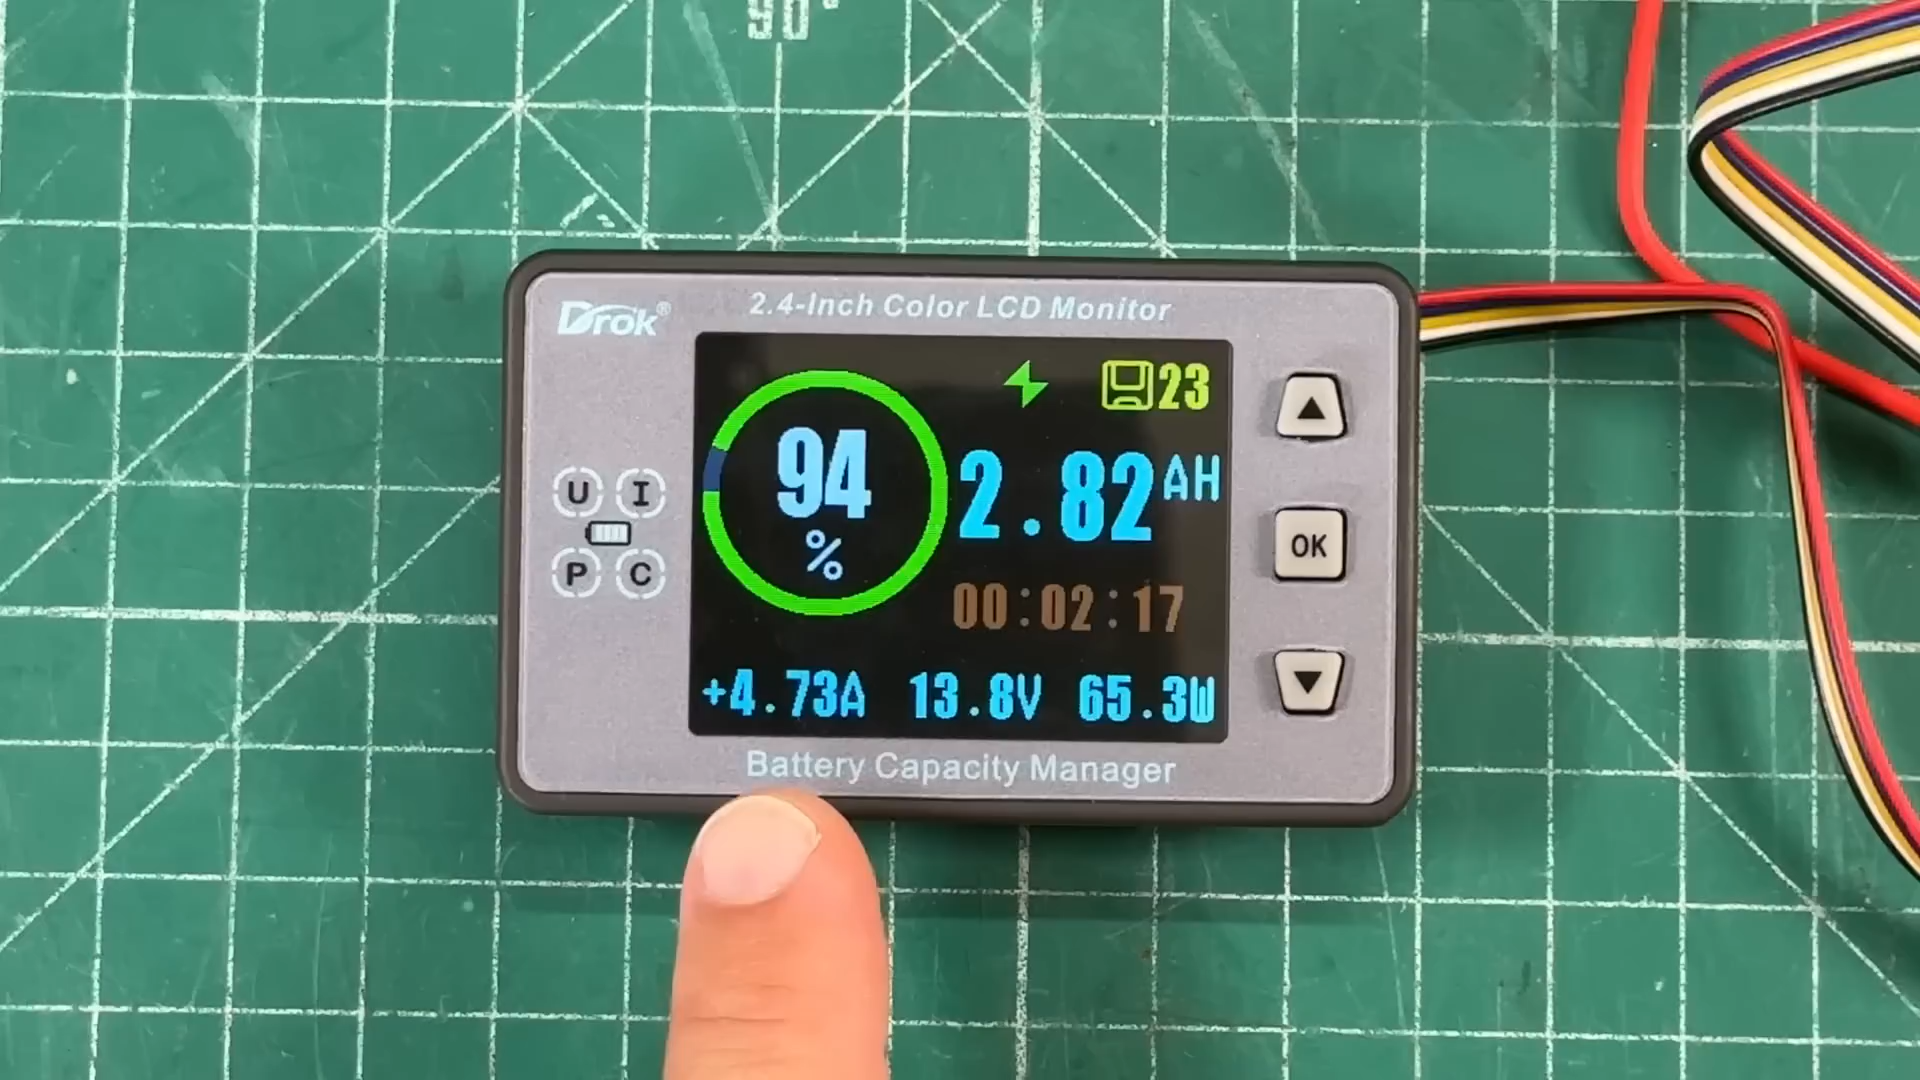 90°
Drok®
2.4-Inch Color LCD Monitor
23
94
%
2.82AH
00:02:17
+4.73A 13.8V 65.3W
U I
P C
OK
Battery Capacity Manager